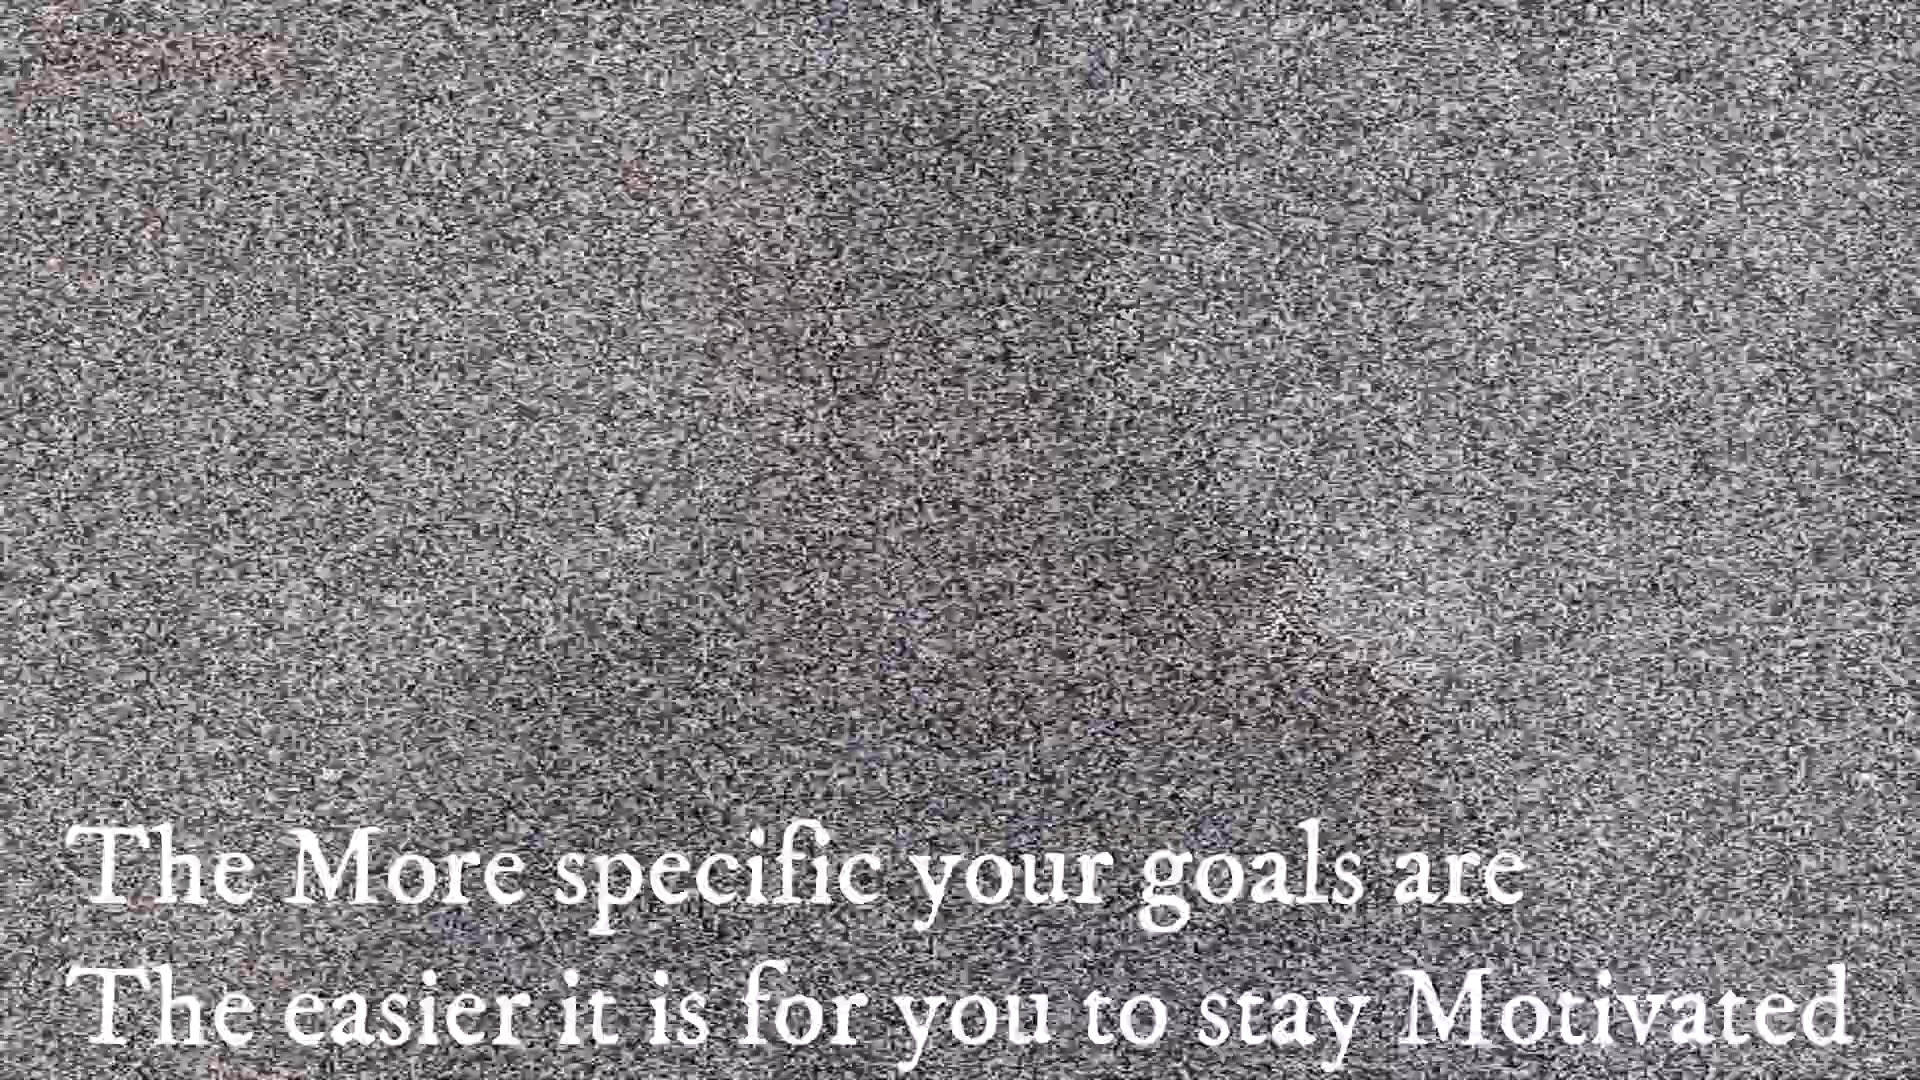 The More specific your goals are
The easier it is for you to stay Motivated